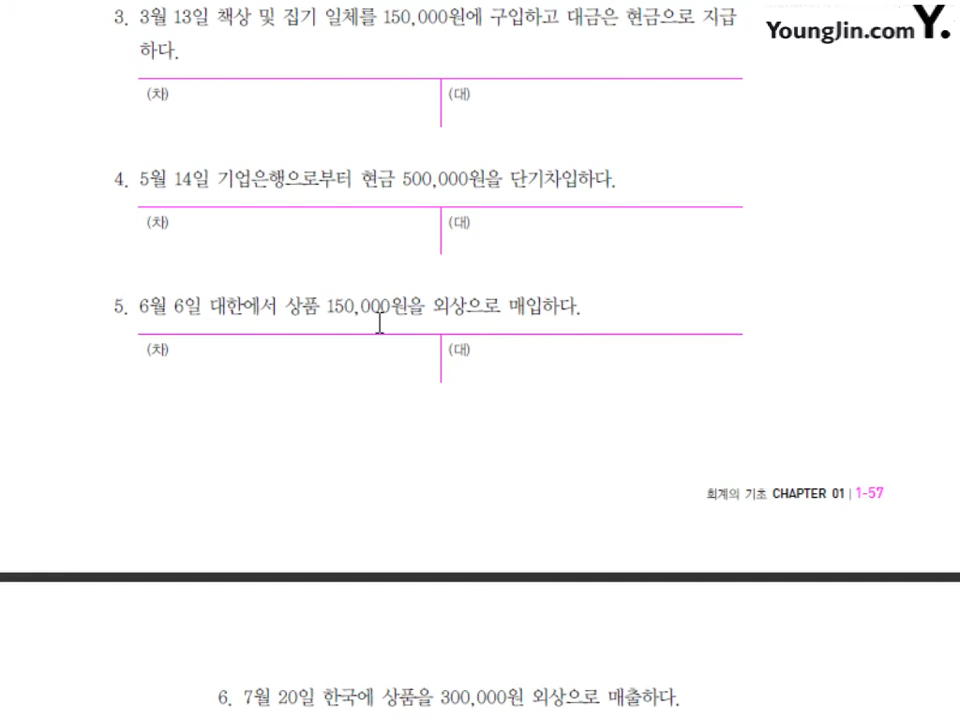 YoungJin.com Y.
3. 3월 13일 책상 및 집기 일체를 150,000원에 구입하고 대금은 현금으로 지급
하다.
(차) (대)
4. 5월 14일 기업은행으로부터 현금 500,000원을 단기차입하다.
(차) (대)
5. 6월 6일 대한에서 상품 150,000원을 외상으로 매입하다.
(차) (대)
회계의 기초 CHAPTER 01 | 1-57
6. 7월 20일 한국에 상품을 300,000원 외상으로 매출하다.